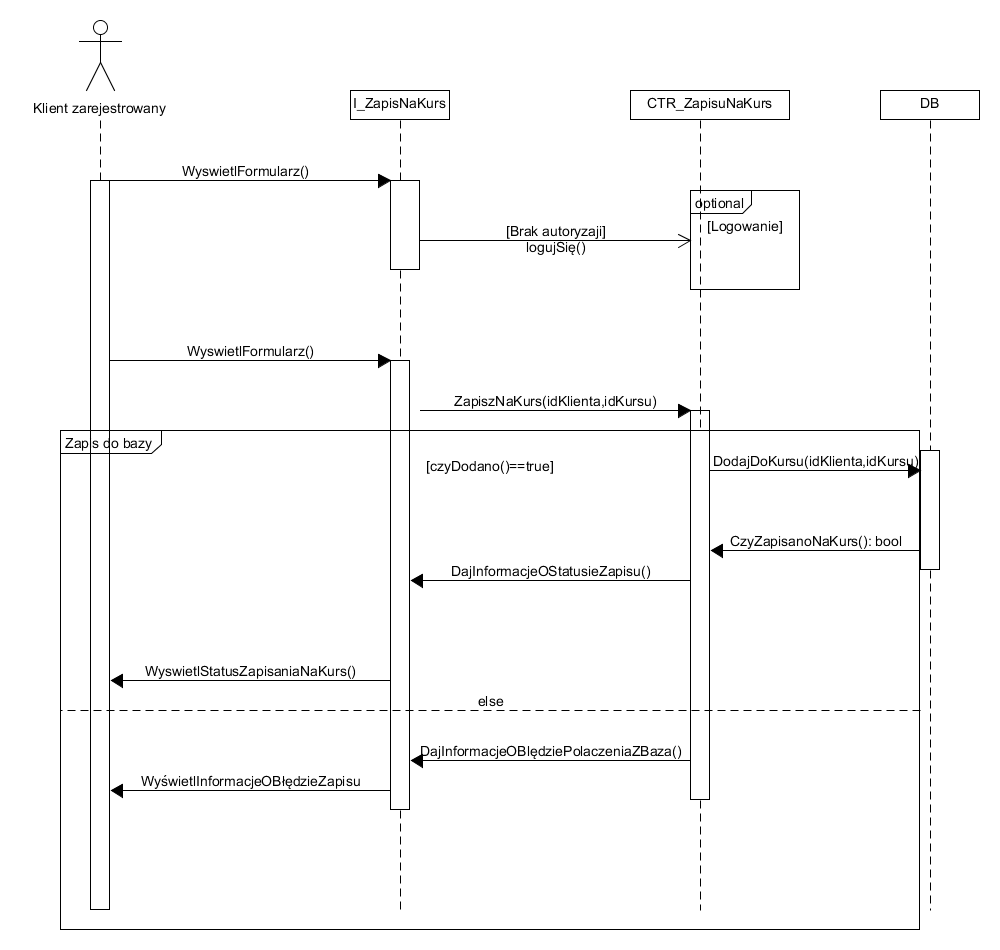 Klient zarejestrowany
I_ZapisNaKurs
CTR_ZapisuNaKurs
DB
WyswietlFormularz()
optional
[Logowanie]
[Brak autoryzaji]
logujSię()
WyswietlFormularz()
ZapiszNaKurs(idKlienta,idKursu)
Zapis do bazy
[czyDodano()==true]
DodajDoKursu(idKlienta,idKursu)
CzyZapisanoNaKurs(): bool
DajInformacjeOStatusieZapisu()
WyswietlStatusZapisaniaNaKurs()
else
DajInformacjeOBlędziePolaczeniaZBaza()
WyświetlInformacjeOBłędzieZapisu